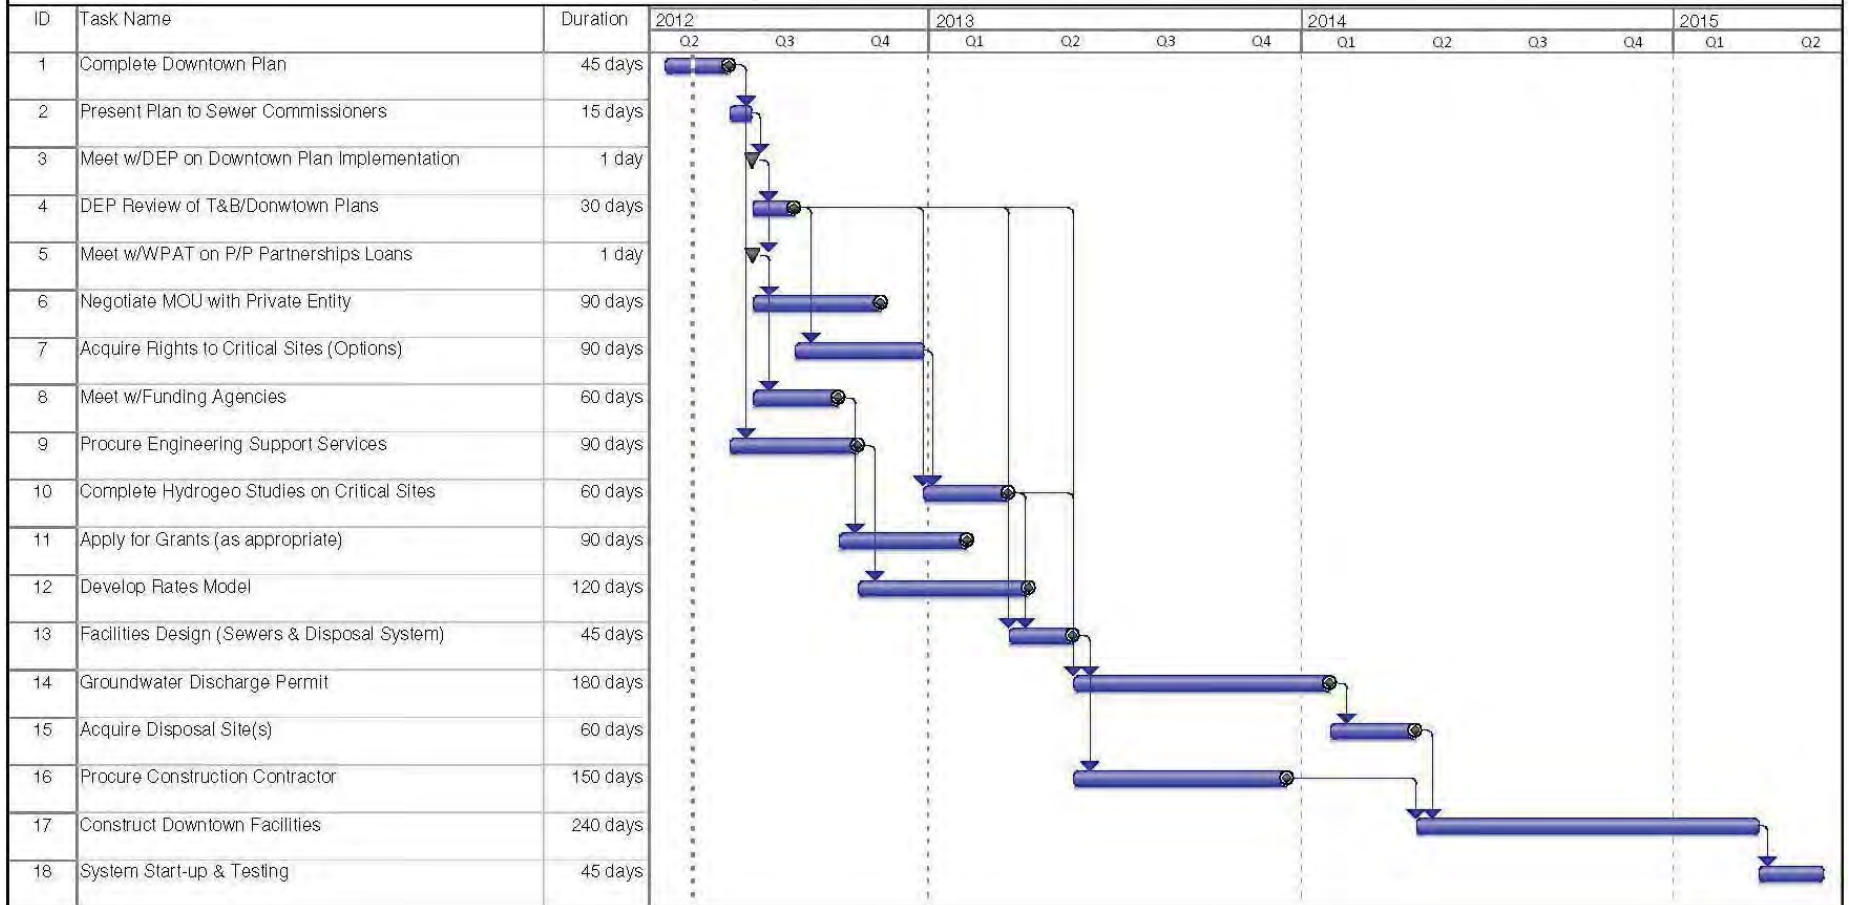 ID Task Name Duration 2012 2013 2014 2015
Q2 Q3 Q4 Q1 Q2 Q3 Q4 Q1 Q2 Q3 Q4 Q1 Q2
1 Complete Downtown Plan 45 days
2 Present Plan to Sewer Commissioners 15 days
3 Meet w/DEP on Downtown Plan Implementation 1 day
4 DEP Review of T&B/Donwtown Plans 30 days
5 Meet w/WPAT on P/P Partnerships Loans 1 day
6 Negotiate MOU with Private Entity 90 days
7 Acquire Rights to Critical Sites (Options) 90 days
8 Meet w/Funding Agencies 60 days
9 Procure Engineering Support Services 90 days
10 Complete Hydrogeo Studies on Critical Sites 60 days
11 Apply for Grants (as appropriate) 90 days
12 Develop Rates Model 120 days
13 Facilities Design (Sewers & Disposal System) 45 days
14 Groundwater Discharge Permit 180 days
15 Acquire Disposal Site(s) 60 days
16 Procure Construction Contractor 150 days
17 Construct Downtown Facilities 240 days
18 System Start-up & Testing 45 days